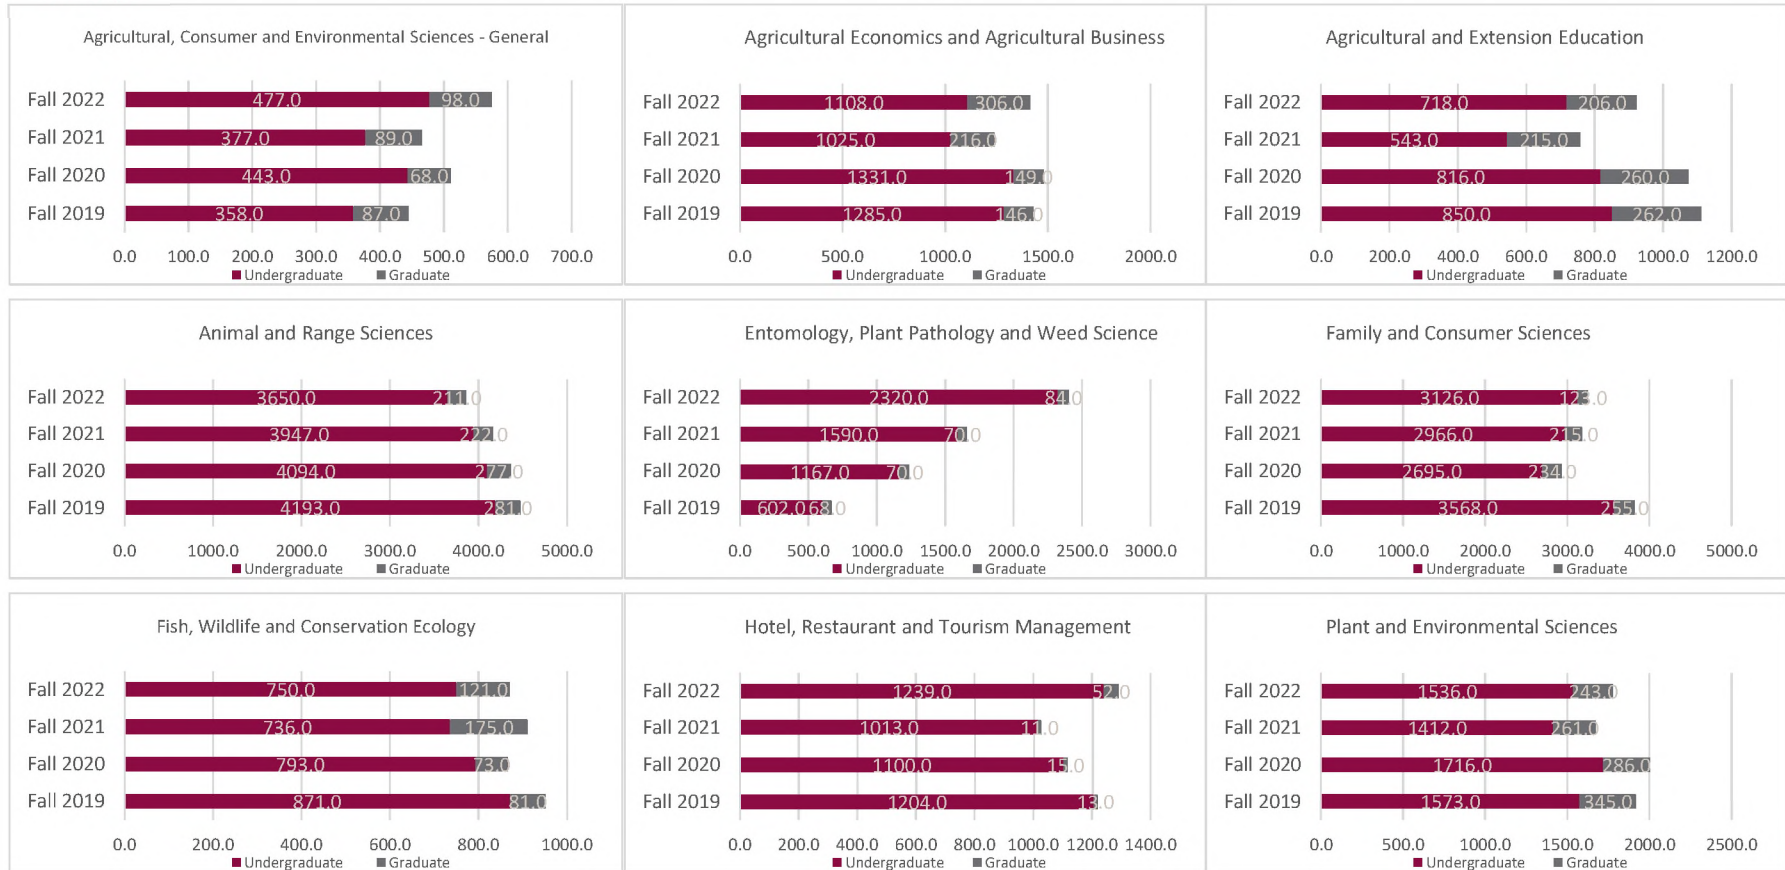 Agricultural, Consumer and Environmental Sciences - General
Fall 2022 477.0 98.0
Fall 2021 377.0 89.0
Fall 2020 443.0 68.0
Fall 2019 358.0 87.0
0.0 100.0 200.0 300.0 400.0 500.0 600.0 700.0
Undergraduate Graduate
Agricultural Economics and Agricultural Business
Fall 2022 1108.0 306.0
Fall 2021 1025.0 216.0
Fall 2020 1331.0 149.0
Fall 2019 1285.0 146.0
0.0 500.0 1000.0 1500.0 2000.0
Undergraduate Graduate
Agricultural and Extension Education
Fall 2022 718.0 206.0
Fall 2021 543.0 215.0
Fall 2020 816.0 260.0
Fall 2019 850.0 262.0
0.0 200.0 400.0 600.0 800.0 1000.0 1200.0
Undergraduate Graduate
Animal and Range Sciences
Fall 2022 3650.0 211.0
Fall 2021 3947.0 222.0
Fall 2020 4094.0 277.0
Fall 2019 4193.0 281.0
0.0 1000.0 2000.0 3000.0 4000.0 5000.0
Undergraduate Graduate
Entomology, Plant Pathology and Weed Science
Fall 2022 2320.0 84.0
Fall 2021 1590.0 70.0
Fall 2020 1167.0 70.0
Fall 2019 602.0 68.0
0.0 500.0 1000.0 1500.0 2000.0 2500.0 3000.0
Undergraduate Graduate
Family and Consumer Sciences
Fall 2022 3126.0 123.0
Fall 2021 2966.0 215.0
Fall 2020 2695.0 234.0
Fall 2019 3568.0 255.0
0.0 1000.0 2000.0 3000.0 4000.0 5000.0
Undergraduate Graduate
Fish, Wildlife and Conservation Ecology
Fall 2022 750.0 121.0
Fall 2021 736.0 175.0
Fall 2020 793.0 73.0
Fall 2019 871.0 81.0
0.0 200.0 400.0 600.0 800.0 1000.0
Undergraduate Graduate
Hotel, Restaurant and Tourism Management
Fall 2022 1239.0 52.0
Fall 2021 1013.0 11.0
Fall 2020 1100.0 15.0
Fall 2019 1204.0 13.0
0.0 200.0 400.0 600.0 800.0 1000.0 1200.0 1400.0
Undergraduate Graduate
Plant and Environmental Sciences
Fall 2022 1536.0 243.0
Fall 2021 1412.0 261.0
Fall 2020 1716.0 286.0
Fall 2019 1573.0 345.0
0.0 500.0 1000.0 1500.0 2000.0 2500.0
Undergraduate Graduate